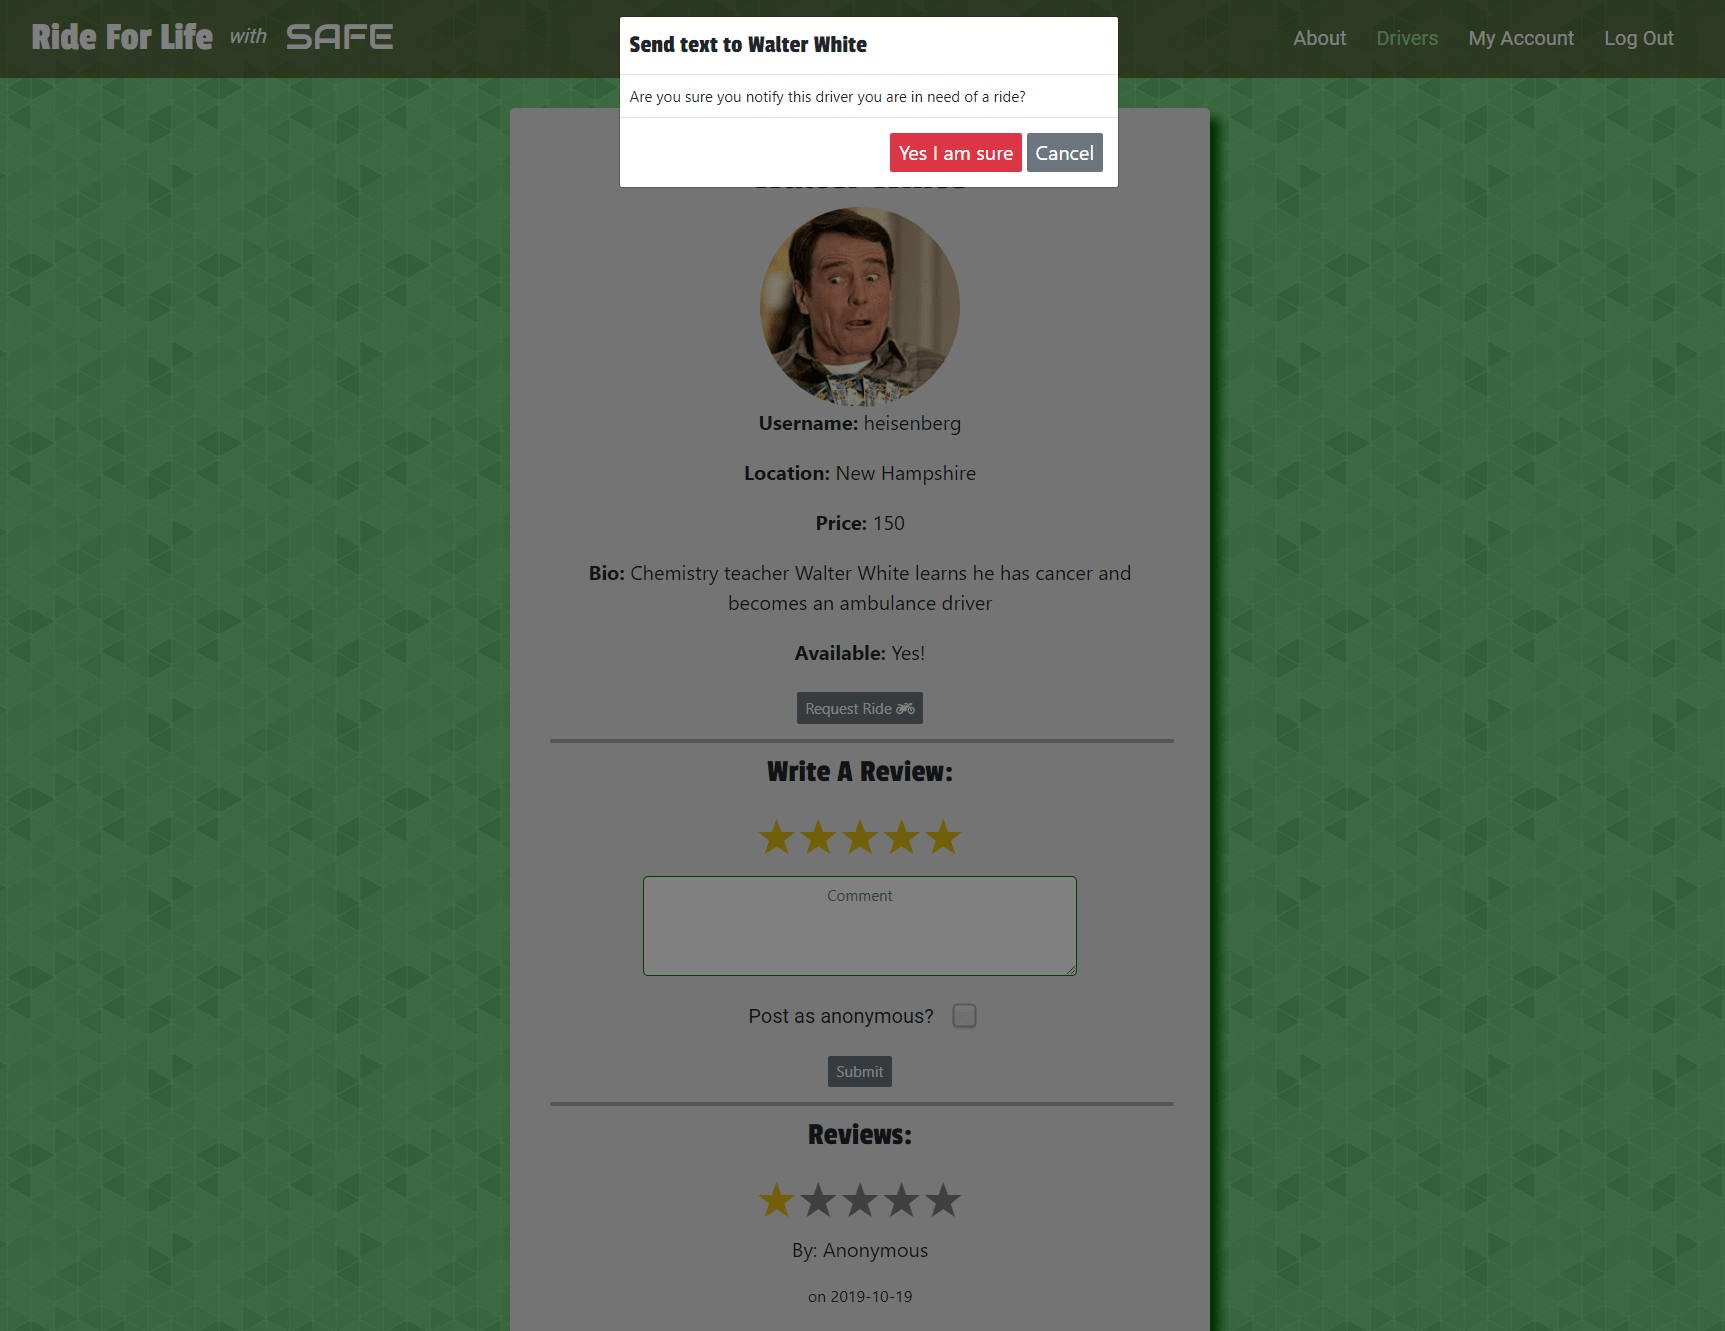 Ride For Life with SAFE
About Drivers My Account Log Out
Send text to Walter White
Are you sure you notify this driver you are in need of a ride?
Yes I am sure Cancel
Username: heisenberg
Location: New Hampshire
Price: 150
Bio: Chemistry teacher Walter White learns he has cancer and
becomes an ambulance driver
Available: Yes!
Request Ride
Write A Review:
Comment
Post as anonymous?
Submit
Reviews:
By: Anonymous
on 2019-10-19